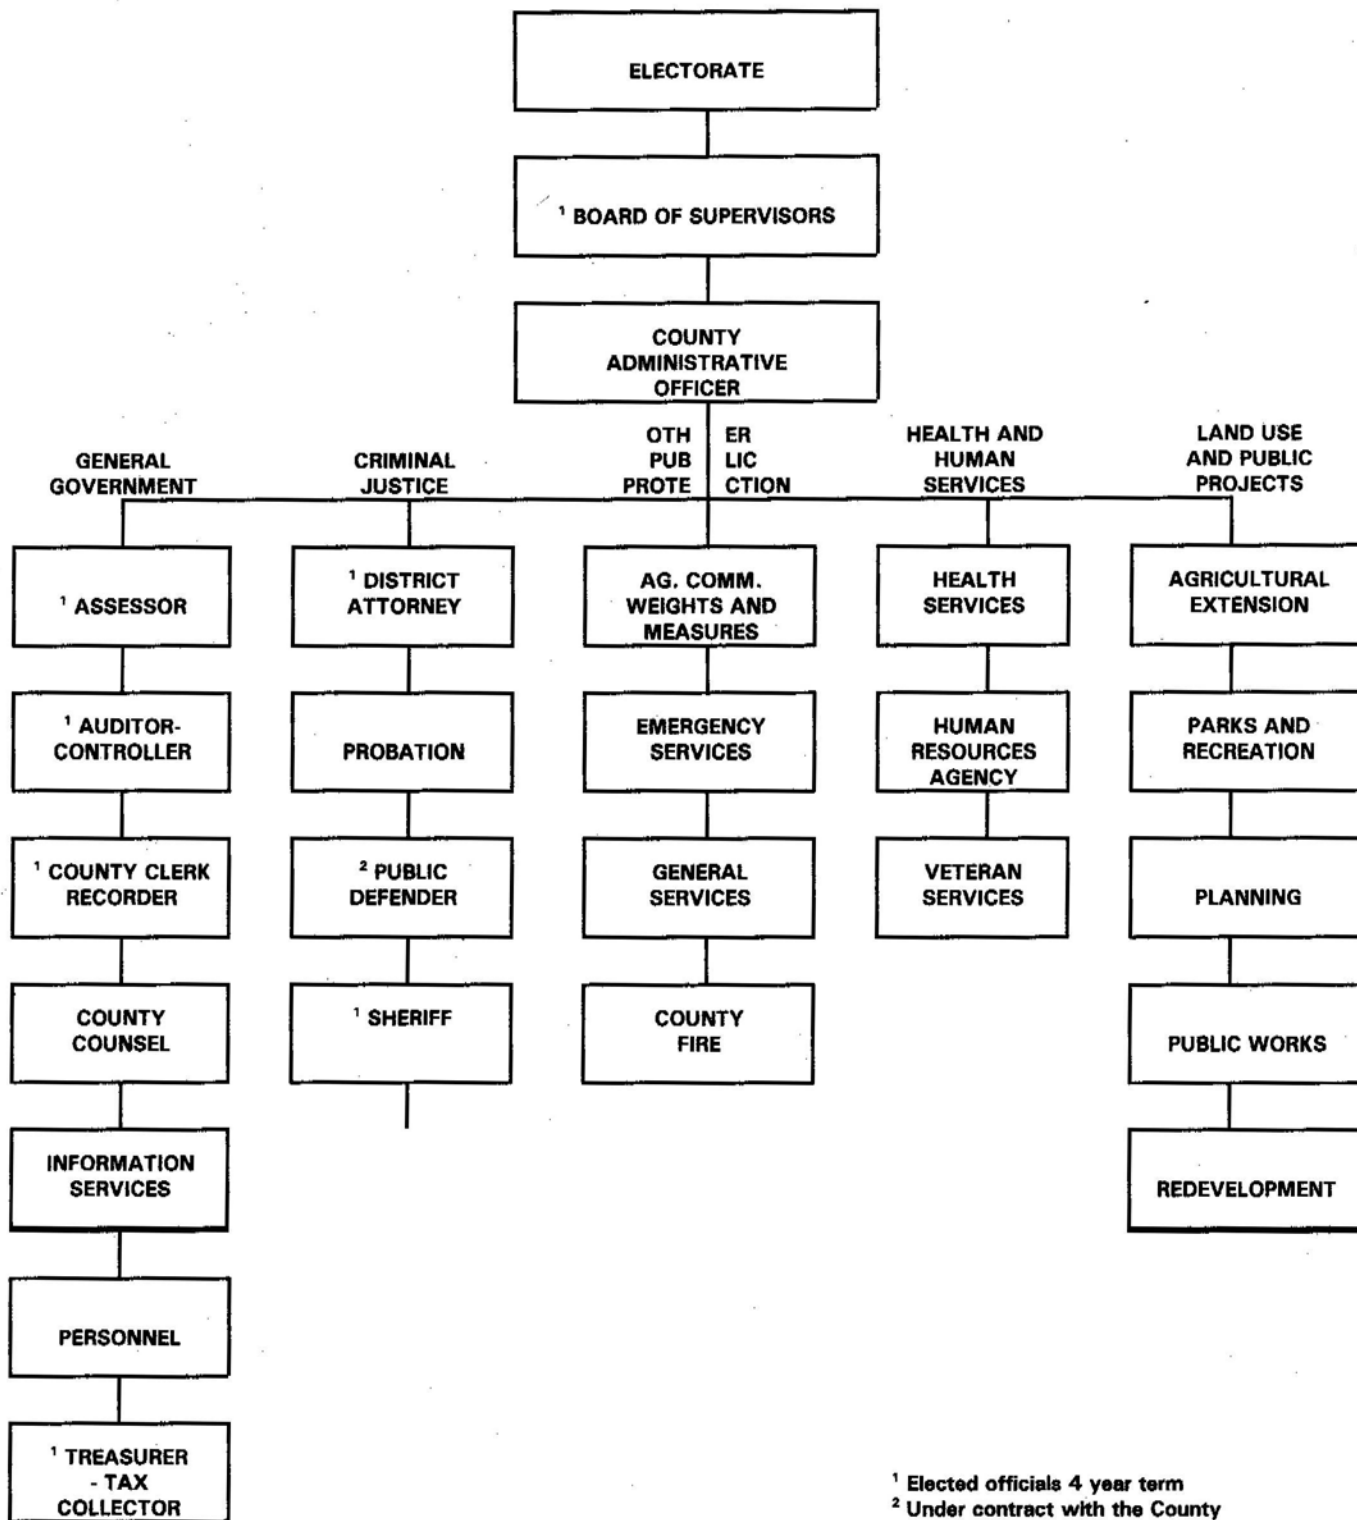 ELECTORATE
¹ BOARD OF SUPERVISORS
COUNTY
ADMINISTRATIVE
OFFICER
GENERAL
GOVERNMENT
CRIMINAL
JUSTICE
OTH ER
PUB LIC
PROTE CTION
HEALTH AND
HUMAN
SERVICES
LAND USE
AND PUBLIC
PROJECTS
¹ ASSESSOR
¹ AUDITOR-
CONTROLLER
¹ COUNTY CLERK
RECORDER
COUNTY
COUNSEL
INFORMATION
SERVICES
PERSONNEL
¹ TREASURER
- TAX
COLLECTOR
¹ DISTRICT
ATTORNEY
PROBATION
² PUBLIC
DEFENDER
¹ SHERIFF
AG. COMM.
WEIGHTS AND
MEASURES
EMERGENCY
SERVICES
GENERAL
SERVICES
COUNTY
FIRE
HEALTH
SERVICES
HUMAN
RESOURCES
AGENCY
VETERAN
SERVICES
AGRICULTURAL
EXTENSION
PARKS AND
RECREATION
PLANNING
PUBLIC WORKS
REDEVELOPMENT
¹ Elected officials 4 year term
² Under contract with the County